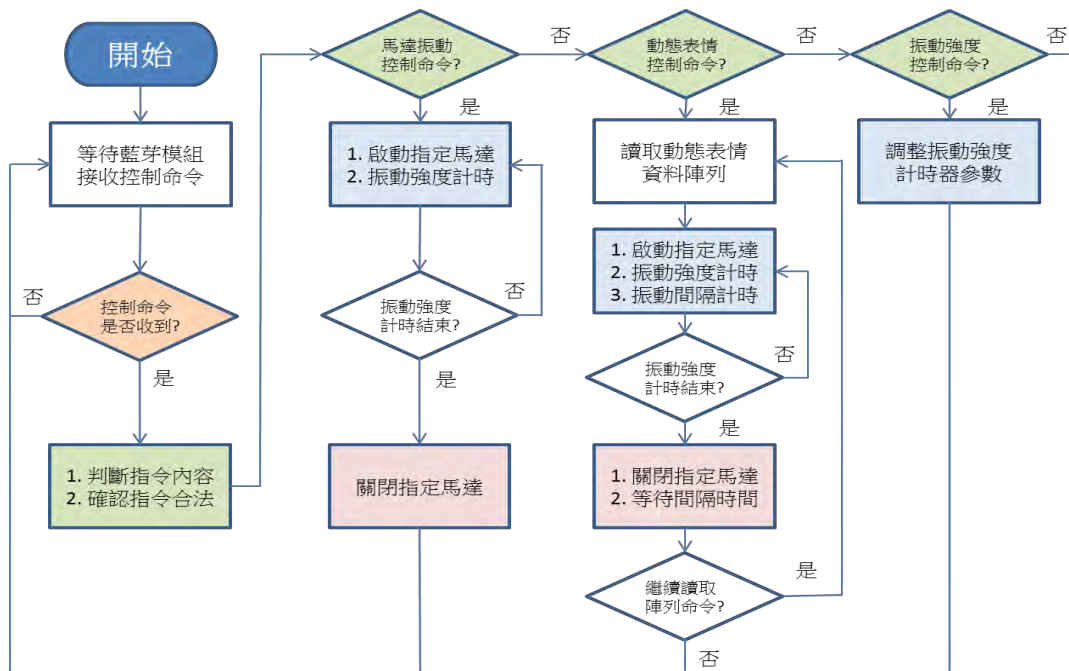 開始
等待藍芽模組
接收控制命令
控制命令
是否收到?
否
是
1. 判斷指令內容
2. 確認指令合法
馬達振動
控制命令?
否
是
1. 啟動指定馬達
2. 振動強度計時
振動強度
計時結束?
否
是
關閉指定馬達
動態表情
控制命令?
否
是
讀取動態表情
資料陣列
1. 啟動指定馬達
2. 振動強度計時
3. 振動間隔計時
振動強度
計時結束?
否
是
1. 關閉指定馬達
2. 等待間隔時間
繼續讀取
陣列命令?
是
否
振動強度
控制命令?
否
是
調整振動強度
計時器參數